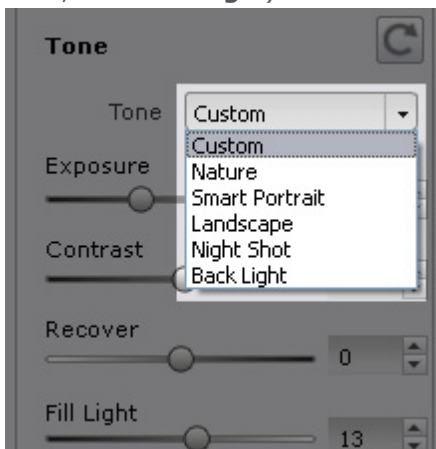 Tone
Tone Custom
Custom
Exposure
Nature
Smart Portrait
Landscape
Contrast
Night Shot
Back Light
Recover
0
Fill Light
13